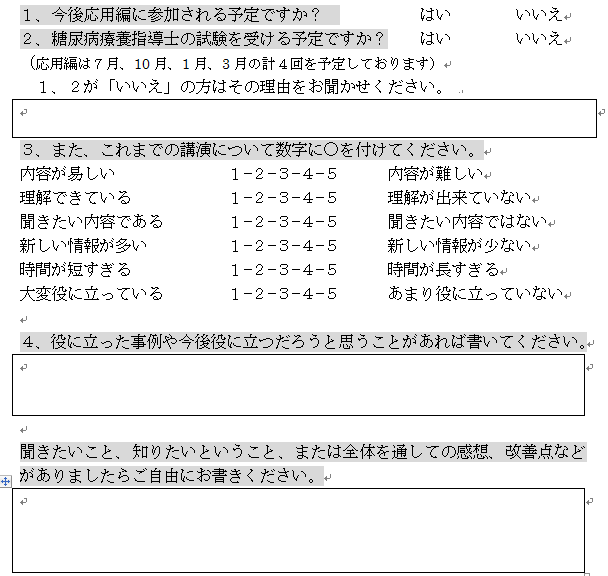 １、今後応用編に参加される予定ですか？　はい　いいえ
２、糖尿病療養指導士の試験を受ける予定ですか？　はい　いいえ
（応用編は７月、10月、１月、３月の計４回を予定しております）
１、２が「いいえ」の方はその理由をお聞かせください。
３、また、これまでの講演について数字に〇を付けてください。
内容が易しい　１－２－３－４－５　内容が難しい
理解できている　１－２－３－４－５　理解が出来ていない
聞きたい内容である　１－２－３－４－５　聞きたい内容ではない
新しい情報が多い　１－２－３－４－５　新しい情報が少ない
時間が短すぎる　１－２－３－４－５　時間が長すぎる
大変役に立っている　１－２－３－４－５　あまり役に立っていない
４、役に立った事例や今後役に立つだろうと思うことがあれば書いてください。
聞きたいこと、知りたいということ、または全体を通しての感想、改善点など
がありましたらご自由にお書きください。